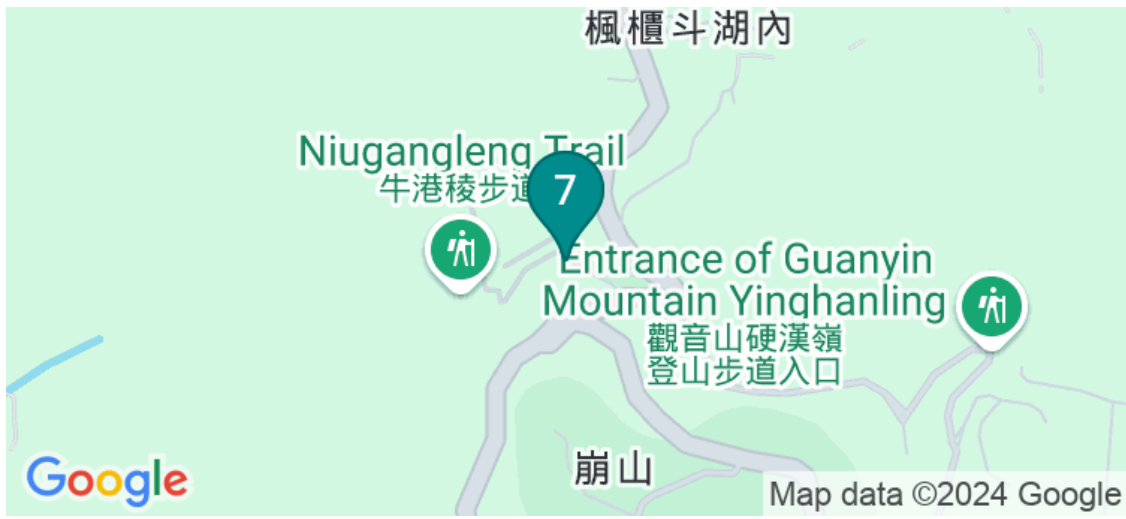 楓櫃斗湖內
Niugangleng Trail
牛港稜步道
7
Entrance of Guanyin
Mountain Yinghanling
觀音山硬漢嶺
登山步道入口
崩山
Google
Map data ©2024 Google